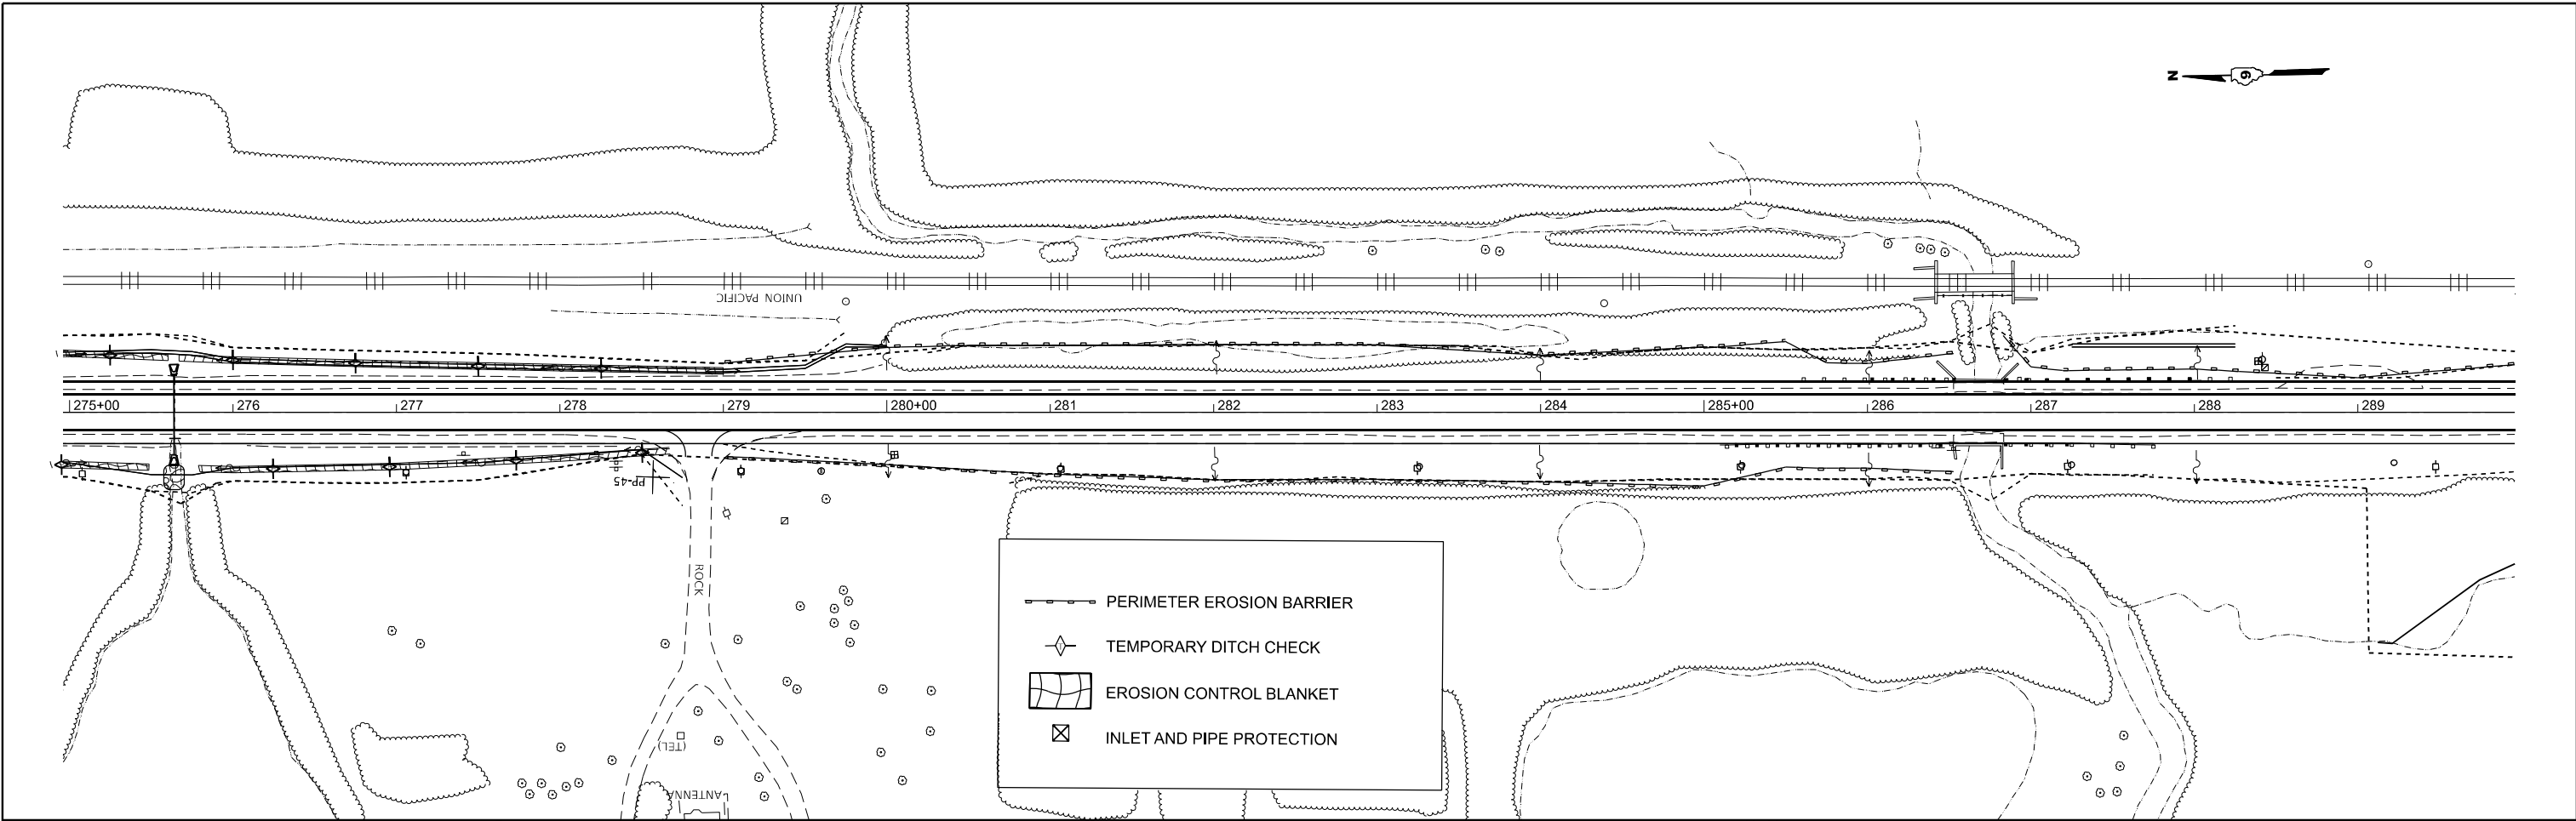 N
6
UNION PACIFIC
275+00 276 277 278 279 280+00 281 282 283 284 285+00 286 287 288 289
PP-45
ROCK
PERIMETER EROSION BARRIER
TEMPORARY DITCH CHECK
EROSION CONTROL BLANKET
INLET AND PIPE PROTECTION
(TEL)
ANTENNA